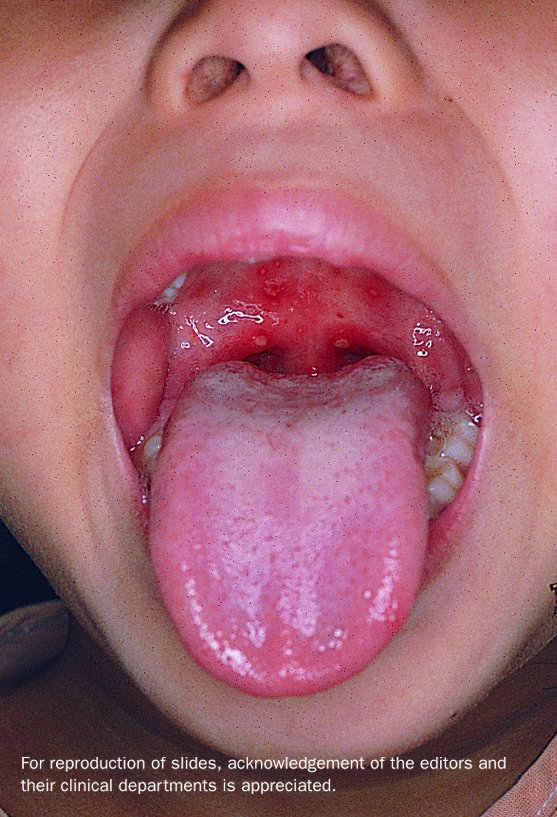 For reproduction of slides, acknowledgement of the editors and
their clinical departments is appreciated.